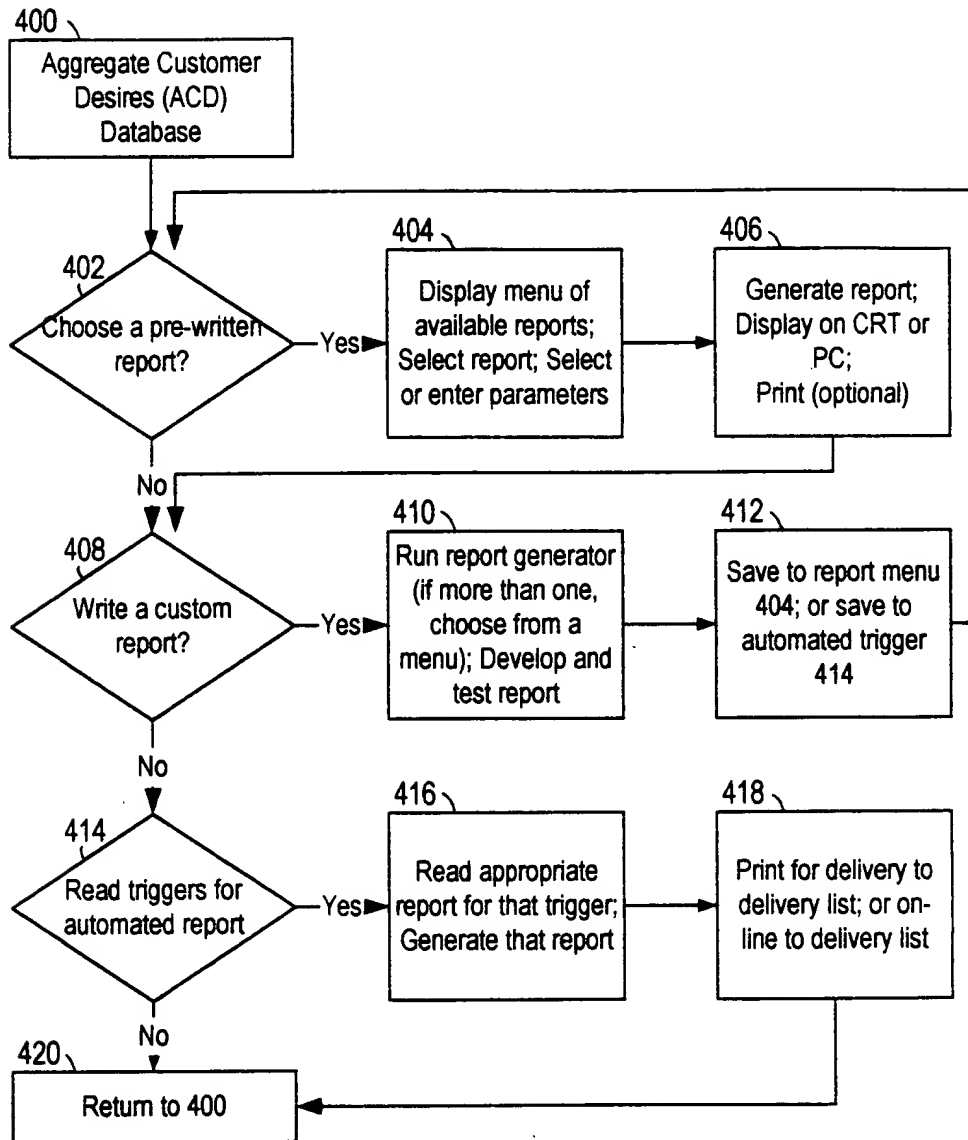 400
Aggregate Customer
Desires (ACD)
Database
402
Choose a pre-written
report?
Yes
404
Display menu of
available reports;
Select report; Select
or enter parameters
406
Generate report;
Display on CRT or
PC;
Print (optional)
No
408
Write a custom
report?
Yes
410
Run report generator
(if more than one,
choose from a
menu); Develop and
test report
412
Save to report menu
404; or save to
automated trigger
414
No
414
Read triggers for
automated report
Yes
416
Read appropriate
report for that trigger;
Generate that report
418
Print for delivery to
delivery list; or on-
line to delivery list
No
420
Return to 400